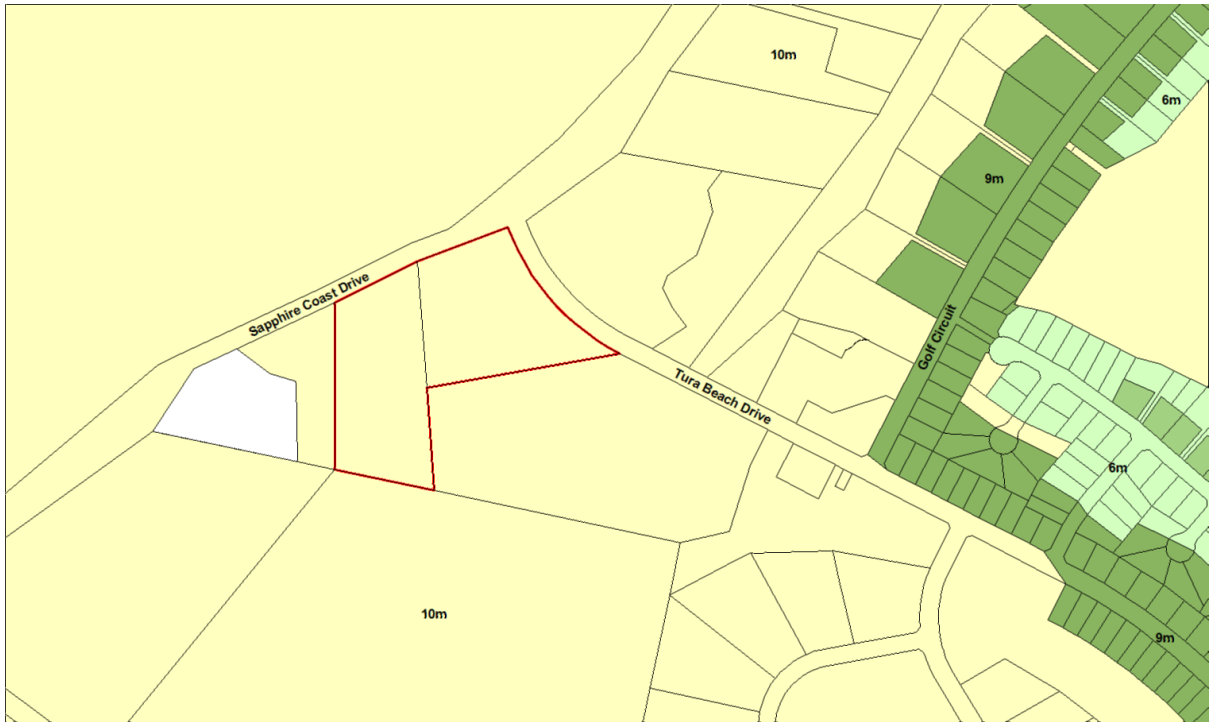 10m
6m
9m
Sapphire Coast Drive
Golf Circuit
Tura Beach Drive
6m
10m
9m